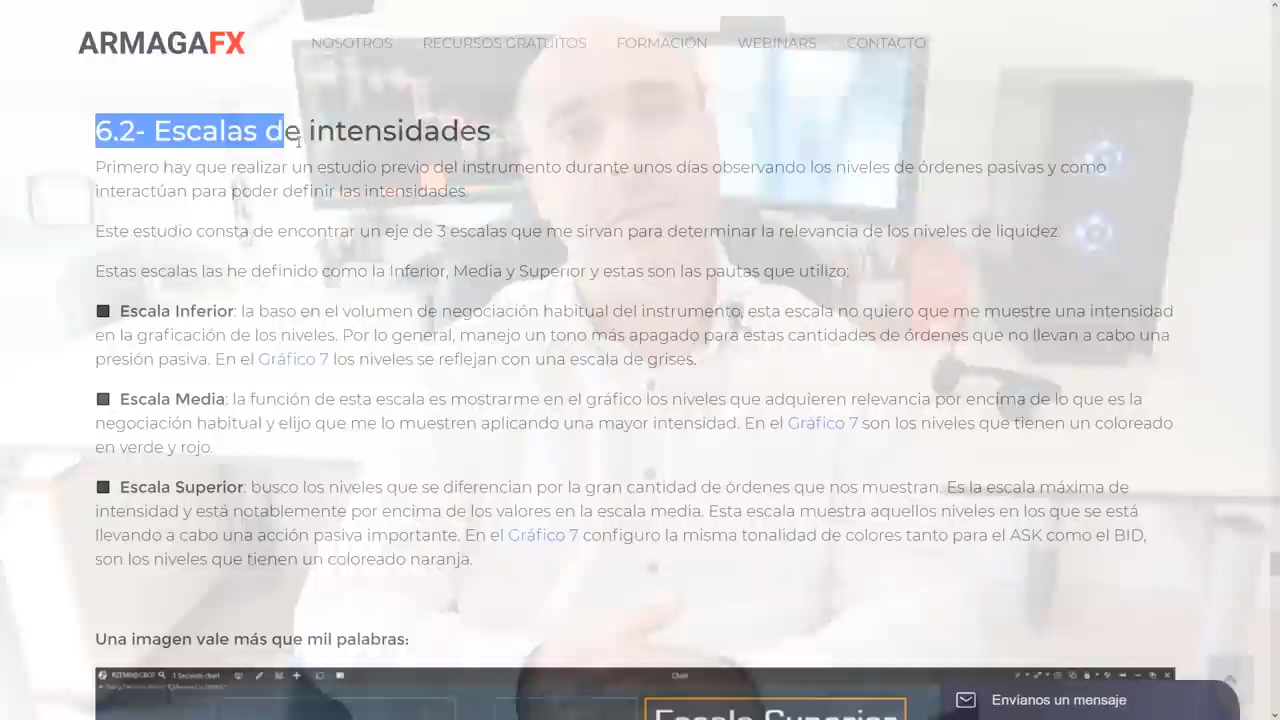 ARMAGAFX
NOSOTROS RECURSOS GRATUITOS FORMACIÓN WEBINARS CONTACTO
6.2- Escalas de intensidades
Primero hay que realizar un estudio previo del instrumento durante unos días observando los niveles de órdenes pasivas y como
interactúan para poder definir las intensidades.
Este estudio consta de encontrar un eje de 3 escalas que me sirvan para determinar la relevancia de los niveles de liquidez.
Estas escalas las he definido como la Inferior, Media y Superior y estas son las pautas que utilizo:
Escala Inferior: la baso en el volumen de negociación habitual del instrumento, esta escala no quiero que me muestre una intensidad
en la graficación de los niveles. Por lo general, manejo un tono más apagado para estas cantidades de órdenes que no llevan a cabo una
presión pasiva. En el Gráfico 7 los niveles se reflejan con una escala de grises.
Escala Media: la función de esta escala es mostrarme en el gráfico los niveles que adquieren relevancia por encima de lo que es la
negociación habitual y elijo que me lo muestren aplicando una mayor intensidad. En el Gráfico 7 son los niveles que tienen un coloreado
en verde y rojo.
Escala Superior: busco los niveles que se diferencian por la gran cantidad de órdenes que nos muestran. Es la escala máxima de
intensidad y está notablemente por encima de los valores en la escala media. Esta escala muestra aquellos niveles en los que se está
llevando a cabo una acción pasiva importante. En el Gráfico 7 configuro la misma tonalidad de colores tanto para el ASK como el BID,
son los niveles que tienen un coloreado naranja.
Una imagen vale más que mil palabras:
1 Seconds chart
Chart
Escala Superior
Envíanos un mensaje